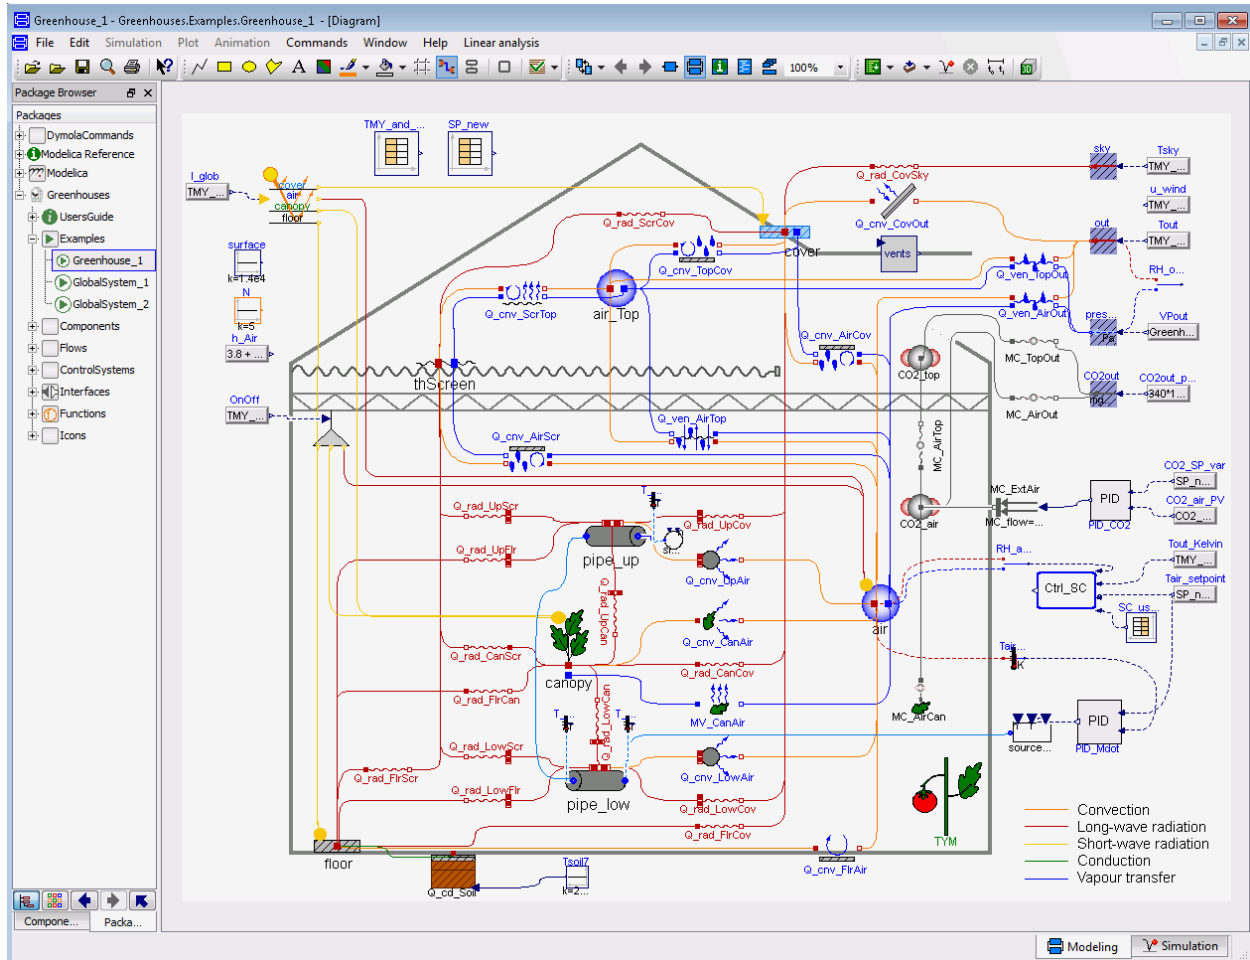 Greenhouse_1 - Greenhouses.Examples.Greenhouse_1 - [Diagram]
File Edit Simulation Plot Animation Commands Window Help Linear analysis
100%
Package Browser
Packages
DymolaCommands
Modelica Reference
Modelica
Greenhouses
UsersGuide
Examples
Greenhouse_1
GlobalSystem_1
GlobalSystem_2
Components
Flows
ControlSystems
Interfaces
Functions
Icons
Compone... Packa...
TMY_and_... SP_new
I_glob
TMY_...
cover
air
canopy
floor
surface
k=1.4e4
N
k=5
h_Air
3.8 + ...
OnOff
TMY_...
Q_rad_CovSky
Q_rad_ScrCov
Q_cnv_CovOut
cover
vents
Q_cnv_TopCov
Q_cnv_ScrTop
air_Top
Q_ven_TopOut
Q_ven_AirOut
Q_cnv_AirCov
thScreen
sky
Tsky
TMY_...
u_wind
TMY_...
out
Tout
TMY_...
RH_o...
pres...
Pa
VPout
Greenh...
MC_TopOut
CO2_top
CO2out
CO2out_p...
340*1...
MC_AirOut
MC_AirTop
Q_ven_AirTop
Q_cnv_AirScr
CO2_SP_var
SP_n...
MC_ExtAir
PID
PID_CO2
CO2_air_PV
CO2_...
CO2_air
MC_flow=...
T...
Q_rad_UpScr
Q_rad_UpCov
pipe_up
Q_rad_UpFlr
Q_cnv_UpAir
Q_rad_UpCan
RH_a...
Tout_Kelvin
TMY_...
Ctrl_SC
Tair_setpoint
SP_n...
SC_us...
air
Q_cnv_CanAir
Q_rad_CanScr
canopy
Q_rad_CanCov
Tair...
K
Q_rad_FlrCan
Q_rad_LowCan
MV_CanAir
MC_AirCan
T...
PID
PID_Mdot
source...
Q_rad_LowScr
Q_rad_FlrScr
Q_cnv_LowAir
Q_rad_LowFlr
pipe_low
Q_rad_LowCov
Q_rad_FlrCov
TYM
Convection
Long-wave radiation
Short-wave radiation
Conduction
Vapour transfer
floor
Q_cd_Soil
Tsoil7
k=2...
Q_cnv_FlrAir
Modeling Simulation